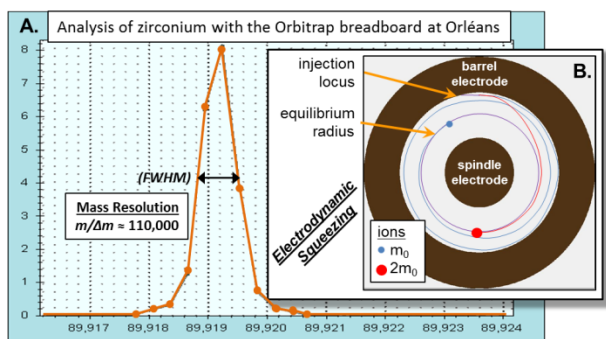 A.
Analysis of zirconium with the Orbitrap breadboard at Orléans
8
7
6
5
4
3
2
1
0
(FWHM)
Mass Resolution
m/Δm ≈ 110,000
89,917
89,918
89,919
89,920
89,921
89,922
89,923
89,924
B.
injection
locus
equilibrium
radius
barrel
electrode
spindle
electrode
Electrodynamic
Squeezing
ions
m₀
2m₀